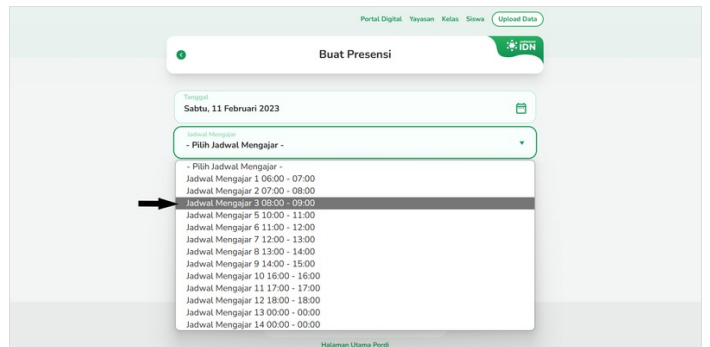 Portal Digital Yayasan Kelas Siswa Upload Data
Buat Presensi
IDN
Tanggal
Sabtu, 11 Februari 2023
Jadwal Mengajar
- Pilih Jadwal Mengajar -
- Pilih Jadwal Mengajar -
Jadwal Mengajar 1 06:00 - 07:00
Jadwal Mengajar 2 07:00 - 08:00
Jadwal Mengajar 3 08:00 - 09:00
Jadwal Mengajar 5 10:00 - 11:00
Jadwal Mengajar 6 11:00 - 12:00
Jadwal Mengajar 7 12:00 - 13:00
Jadwal Mengajar 8 13:00 - 14:00
Jadwal Mengajar 9 14:00 - 15:00
Jadwal Mengajar 10 16:00 - 16:00
Jadwal Mengajar 11 17:00 - 17:00
Jadwal Mengajar 12 18:00 - 18:00
Jadwal Mengajar 13 00:00 - 00:00
Jadwal Mengajar 14 00:00 - 00:00
Halaman Utama Pordi